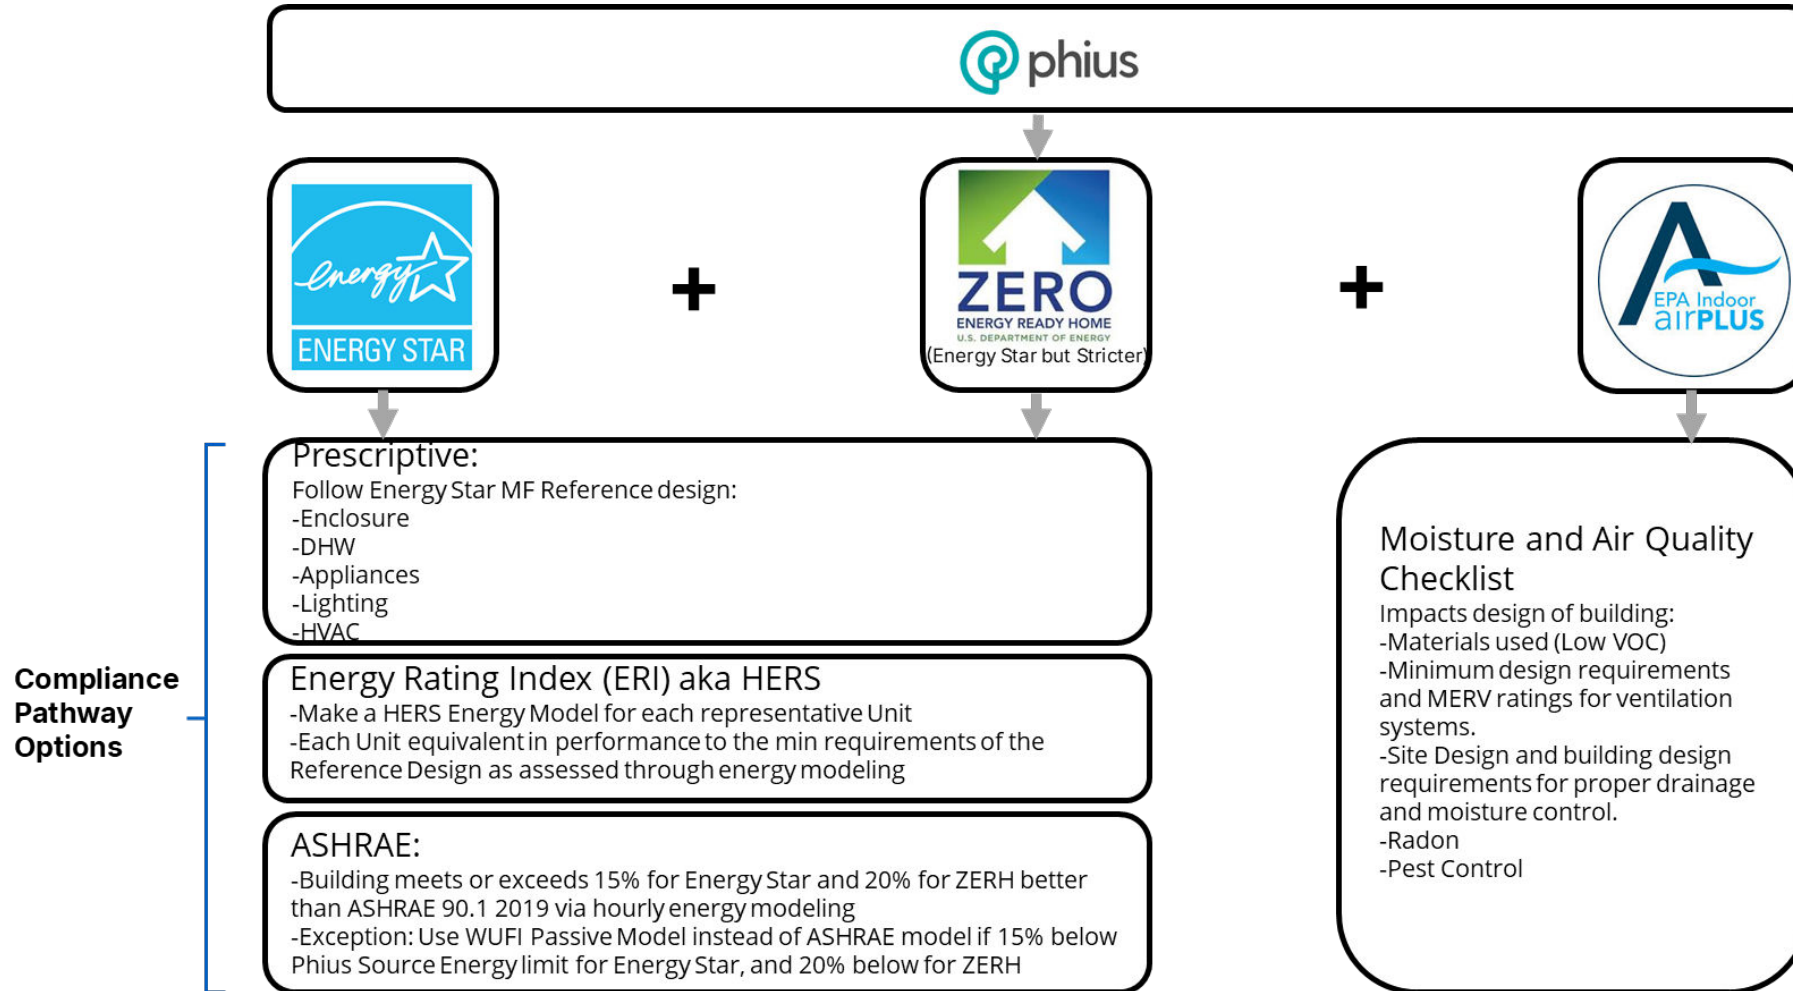 phius
energy
ENERGY STAR
+
ZERO
ENERGY READY HOME
U.S. DEPARTMENT OF ENERGY
(Energy Star but Stricter)
+
EPA Indoor
airPLUS
Compliance
Pathway
Options
Prescriptive:
Follow Energy Star MF Reference design:
-Enclosure
-DHW
-Appliances
-Lighting
-HVAC
Energy Rating Index (ERI) aka HERS
-Make a HERS Energy Model for each representative Unit
-Each Unit equivalent in performance to the min requirements of the
Reference Design as assessed through energy modeling
ASHRAE:
-Building meets or exceeds 15% for Energy Star and 20% for ZERH better
than ASHRAE 90.1 2019 via hourly energy modeling
-Exception: Use WUFI Passive Model instead of ASHRAE model if 15% below
Phius Source Energy limit for Energy Star, and 20% below for ZERH
Moisture and Air Quality
Checklist
Impacts design of building:
-Materials used (Low VOC)
-Minimum design requirements
and MERV ratings for ventilation
systems.
-Site Design and building design
requirements for proper drainage
and moisture control.
-Radon
-Pest Control